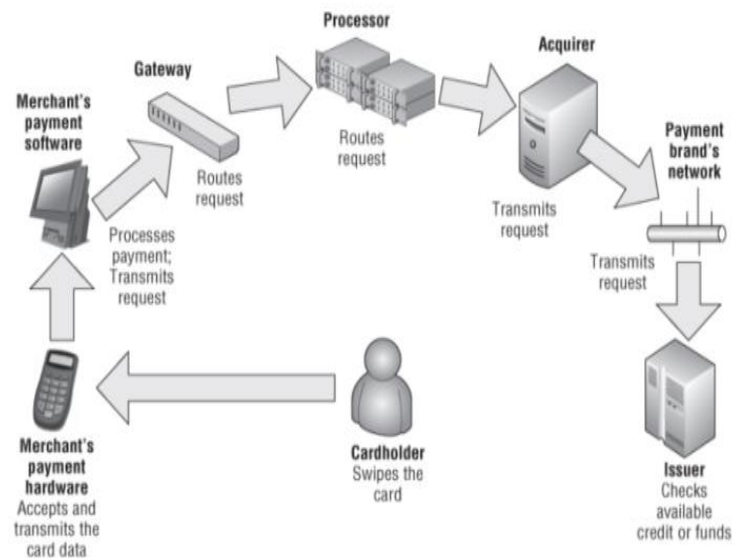 Processor
Routes
request
Acquirer
Transmits
request
Gateway
Routes
request
Merchant's
payment
software
Processes
payment;
Transmits
request
Payment
brand's
network
Transmits
request
Merchant's
payment
hardware
Accepts and
transmits the
card data
Cardholder
Swipes the
card
Issuer
Checks
available
credit or funds